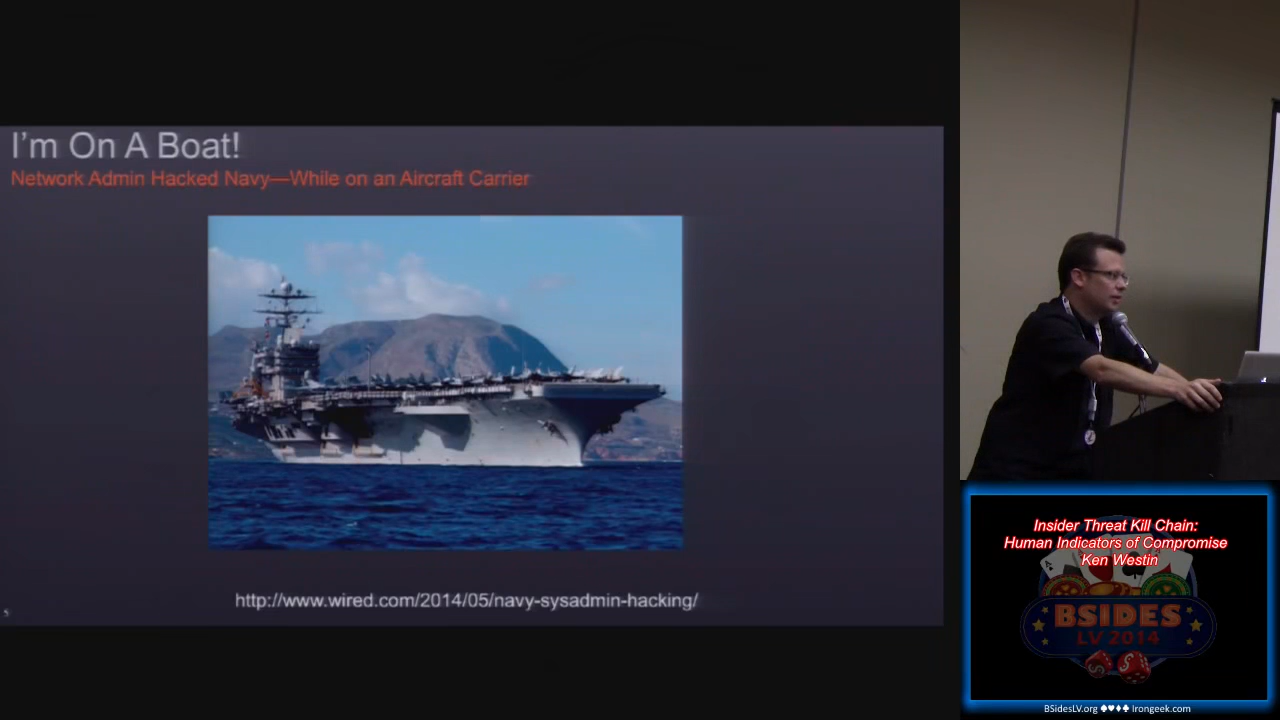 I'm On A Boat!
Network Admin Hacked Navy—While on an Aircraft Carrier
http://www.wired.com/2014/05/navy-sysadmin-hacking/
5
Insider Threat Kill Chain:
Human Indicators of Compromise
Ken Westin
BSIDES
LV 2014
BSidesLV.org ♠♥♦♣ Irongeek.com